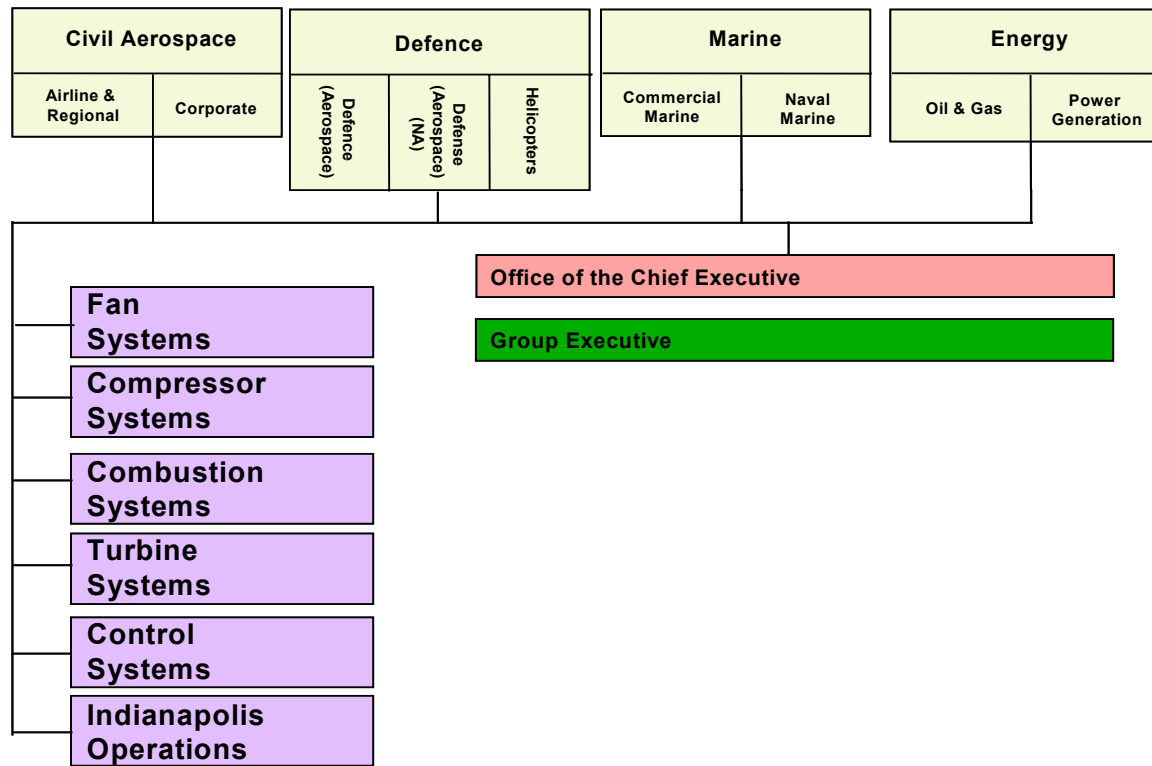 Civil Aerospace
Airline &
Regional
Corporate
Defence
Defence
(Aerospace)
Defense
(Aerospace)
(NA)
Helicopters
Marine
Commercial
Marine
Naval
Marine
Energy
Oil & Gas
Power
Generation
Office of the Chief Executive
Group Executive
Fan
Systems
Compressor
Systems
Combustion
Systems
Turbine
Systems
Control
Systems
Indianapolis
Operations